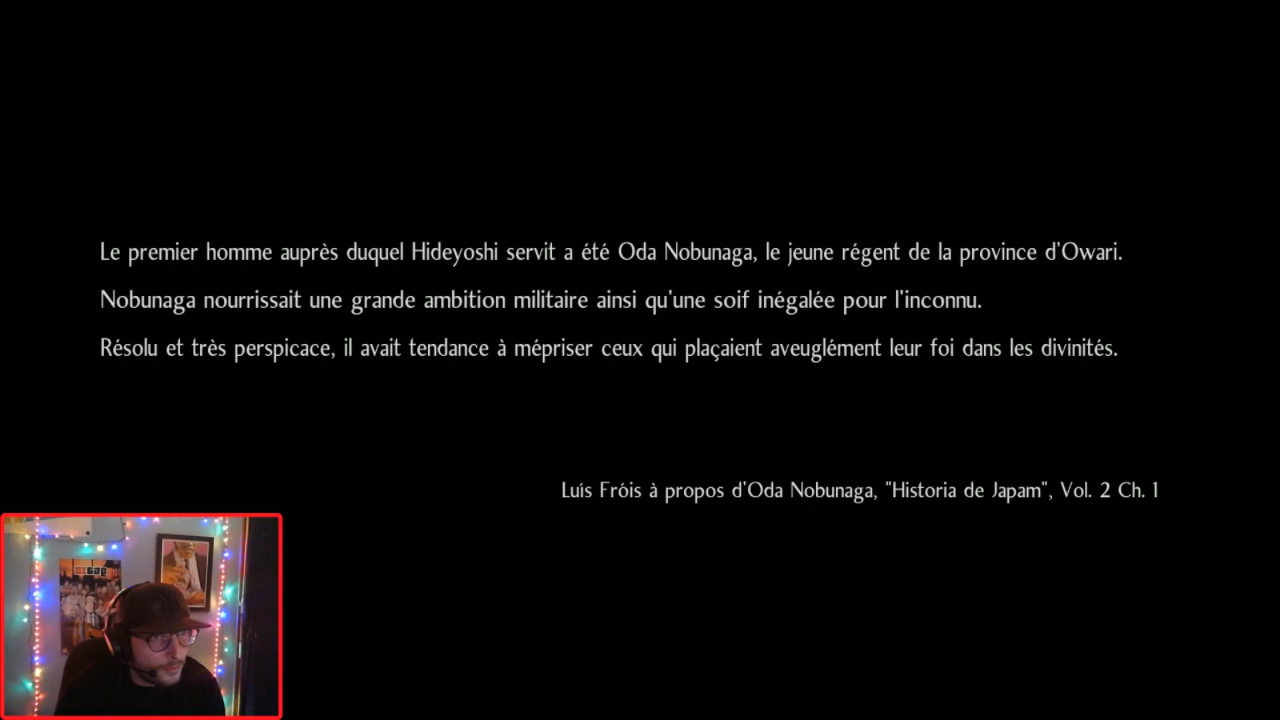 Le premier homme auprès duquel Hideyoshi servit a été Oda Nobunaga, le jeune régent de la province d'Owari.
Nobunaga nourrissait une grande ambition militaire ainsi qu'une soif inégalée pour l'inconnu.
Résolu et très perspicace, il avait tendance à mépriser ceux qui plaçaient aveuglément leur foi dans les divinités.
Luís Fróis à propos d'Oda Nobunaga, "Historia de Japam", Vol. 2 Ch. 1